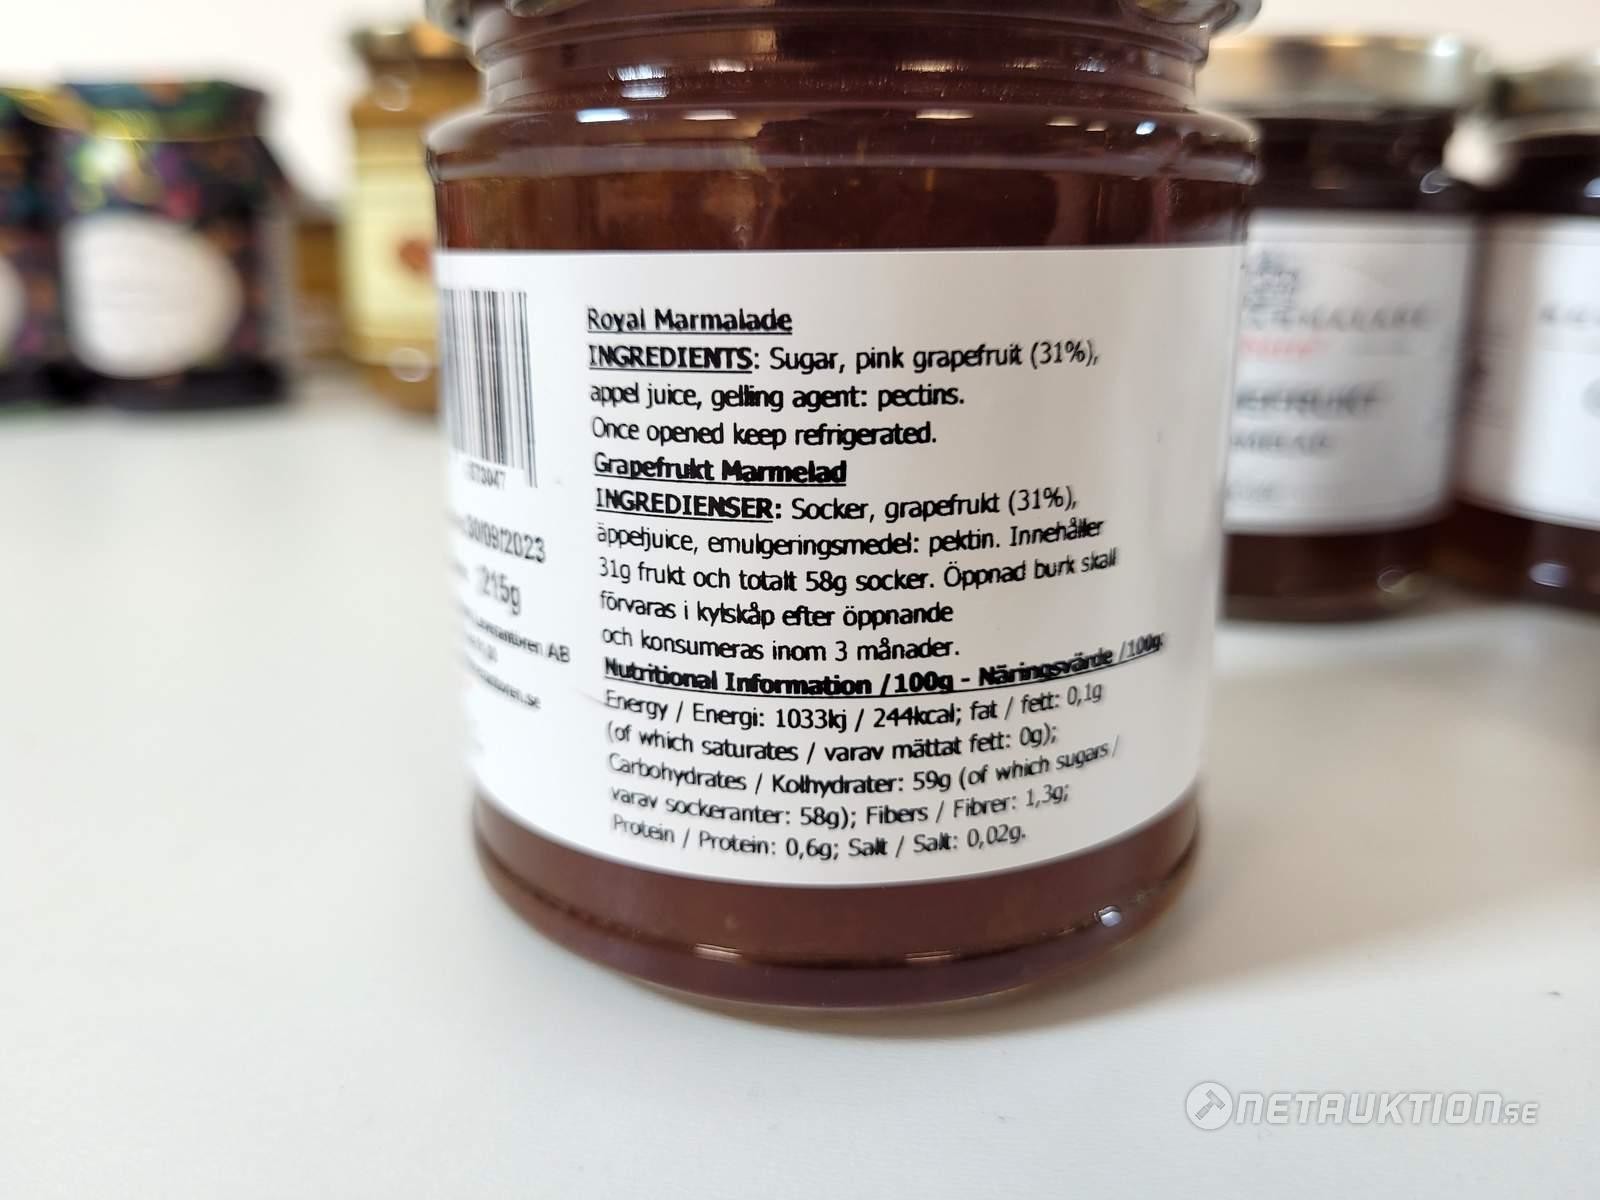 Royal Marmalade
INGREDIENTS: Sugar, pink grapefruit (31%),
appel juice, gelling agent: pectins.
Once opened keep refrigerated.
Grapefrukt Marmelad
INGREDIENSER: Socker, grapefrukt (31%),
äppeljuice, emulgeringsmedel: pektin. Innehåller
31g frukt och totalt 58g socker. Öppnad burk skall
förvaras i kylskåp efter öppnande
och konsumeras inom 3 månader.
Nutritional Information /100g - Näringsvärde /100g:
Energy / Energi: 1033kj / 244kcal; fat / fett: 0,1g
(of which saturates / varav mättat fett: 0g);
Carbohydrates / Kolhydrater: 59g (of which sugars /
varav sockeranter: 58g); Fibers / Fibrer: 1,3g;
Protein / Protein: 0,6g; Salt / Salt: 0,02g.
873047
30/09/2023
215g
AB
NETAUKTION.SE